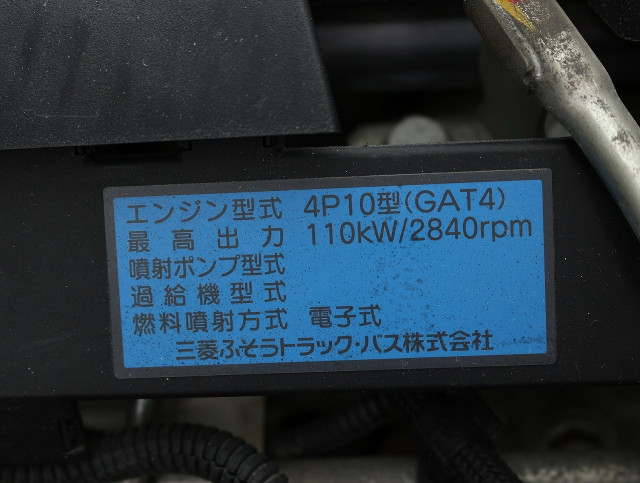 エンジン型式 4P10型(GAT4)
最高出力 110kW/2840rpm
噴射ポンプ型式
過給機型式
燃料噴射方式 電子式
三菱ふそうトラック・バス株式会社